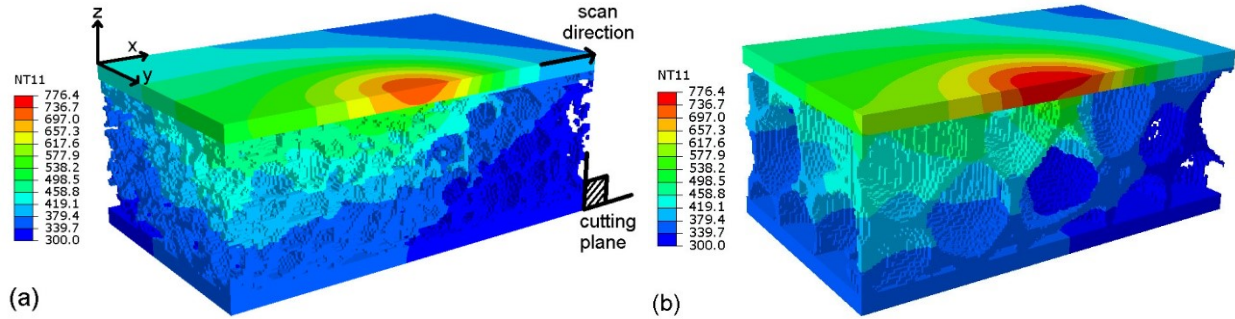 z
x
y
scan
direction
NT11
776.4
736.7
697.0
657.3
617.6
577.9
538.2
498.5
458.8
419.1
379.4
339.7
300.0
cutting
plane
(a)
NT11
776.4
736.7
697.0
657.3
617.6
577.9
538.2
498.5
458.8
419.1
379.4
339.7
300.0
(b)